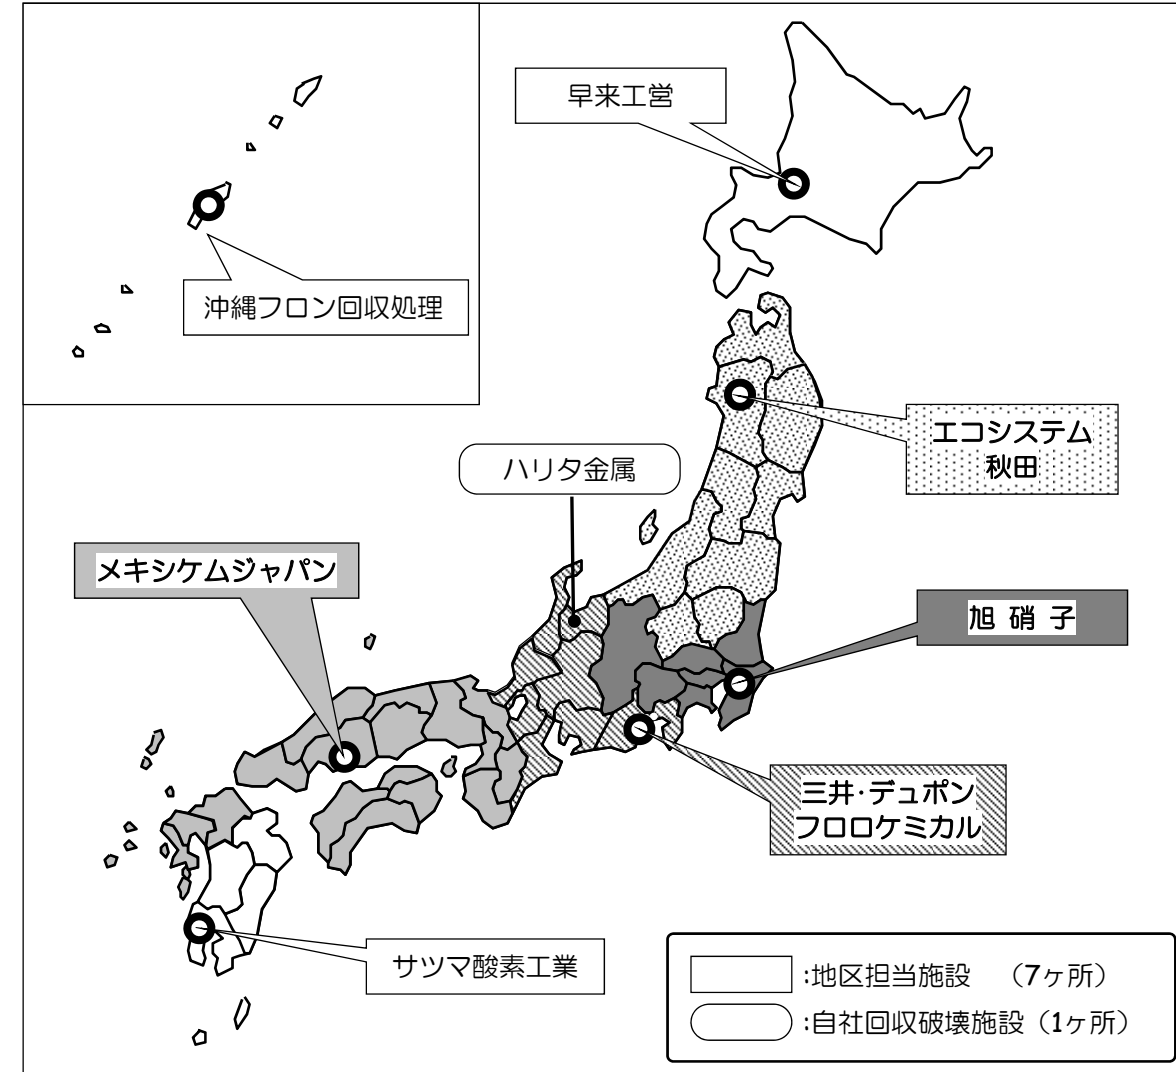 早来工営
沖縄フロン回収処理
エコシステム
秋田
ハリタ金属
メキシケムジャパン
旭 硝 子
三井・デュポン
フロロケミカル
サツマ酸素工業
:地区担当施設 （7ヶ所）
:自社回収破壊施設（1ヶ所）